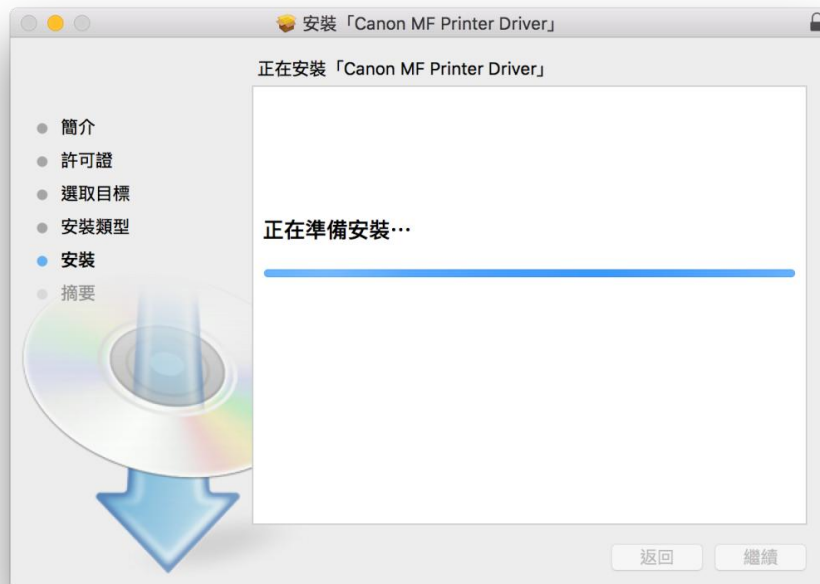 安裝「Canon MF Printer Driver」
正在安裝「Canon MF Printer Driver」
簡介
許可證
選取目標
安裝類型
安裝
摘要
正在準備安裝⋯
返回
繼續